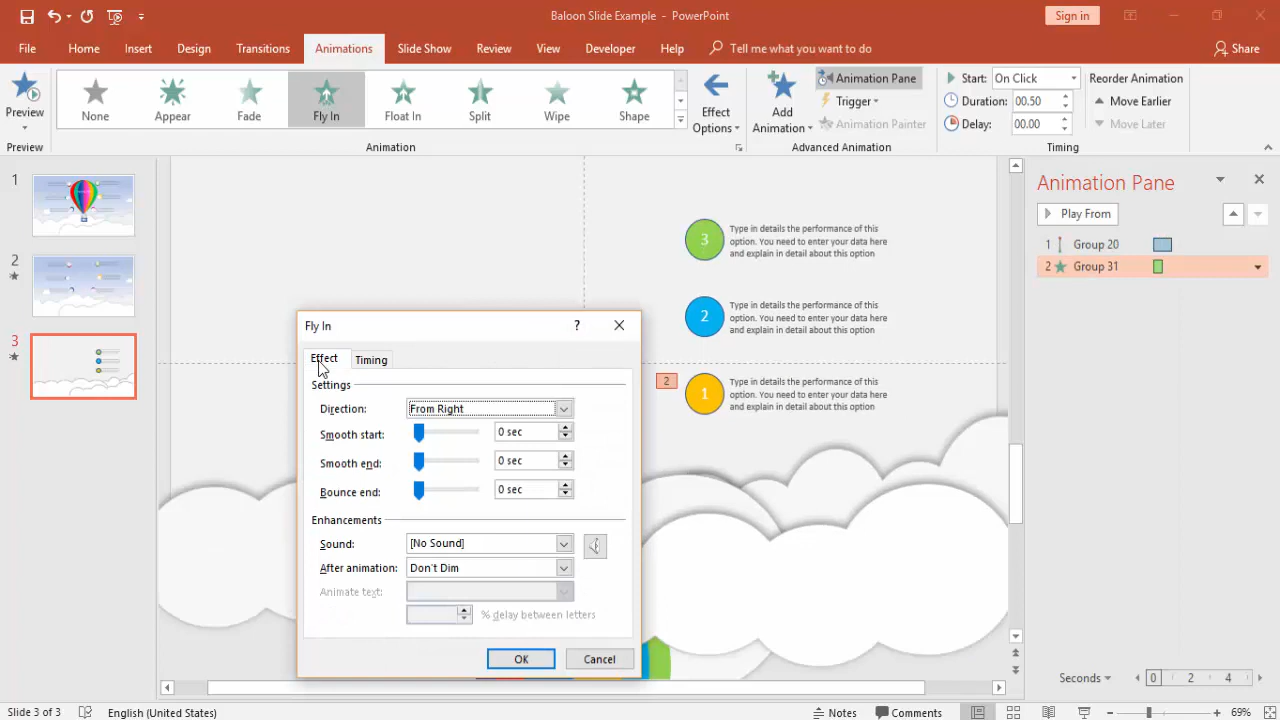 Baloon Slide Example - PowerPoint
Sign in
File Home Insert Design Transitions Animations Slide Show Review View Developer Help Tell me what you want to do Share
Preview
None Appear Fade Fly In Float In Split Wipe Shape
Effect Options
Add Animation
Animation Pane
Trigger
Animation Painter
Start: On Click
Duration: 00.50
Delay: 00.00
Reorder Animation
Move Earlier
Move Later
Preview Animation Advanced Animation Timing
1
2
3
3
Type in details the performance of this
option. You need to enter your data here
and explain in detail about this option
2
Type in details the performance of this
option. You need to enter your data here
and explain in detail about this option
2
1
Type in details the performance of this
option. You need to enter your data here
and explain in detail about this option
Fly In ?
Effect Timing
Settings
Direction: From Right
Smooth start: 0 sec
Smooth end: 0 sec
Bounce end: 0 sec
Enhancements
Sound: [No Sound]
After animation: Don't Dim
Animate text:
% delay between letters
OK Cancel
Animation Pane
Play From
1 Group 20
2 Group 31
Seconds 0 2 4
Slide 3 of 3 English (United States) Notes Comments 69%